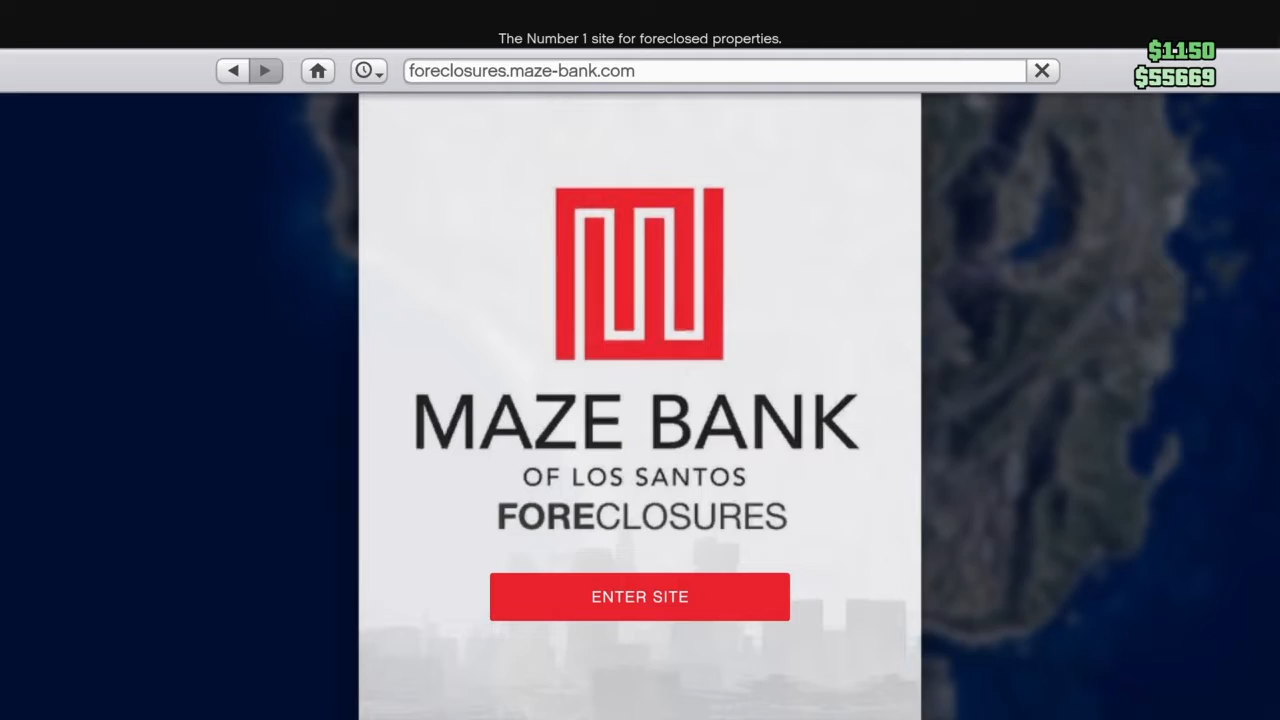 The Number 1 site for foreclosed properties.
$1150
foreclosures.maze-bank.com
$55669
MAZE BANK
OF LOS SANTOS
FORECLOSURES
ENTER SITE